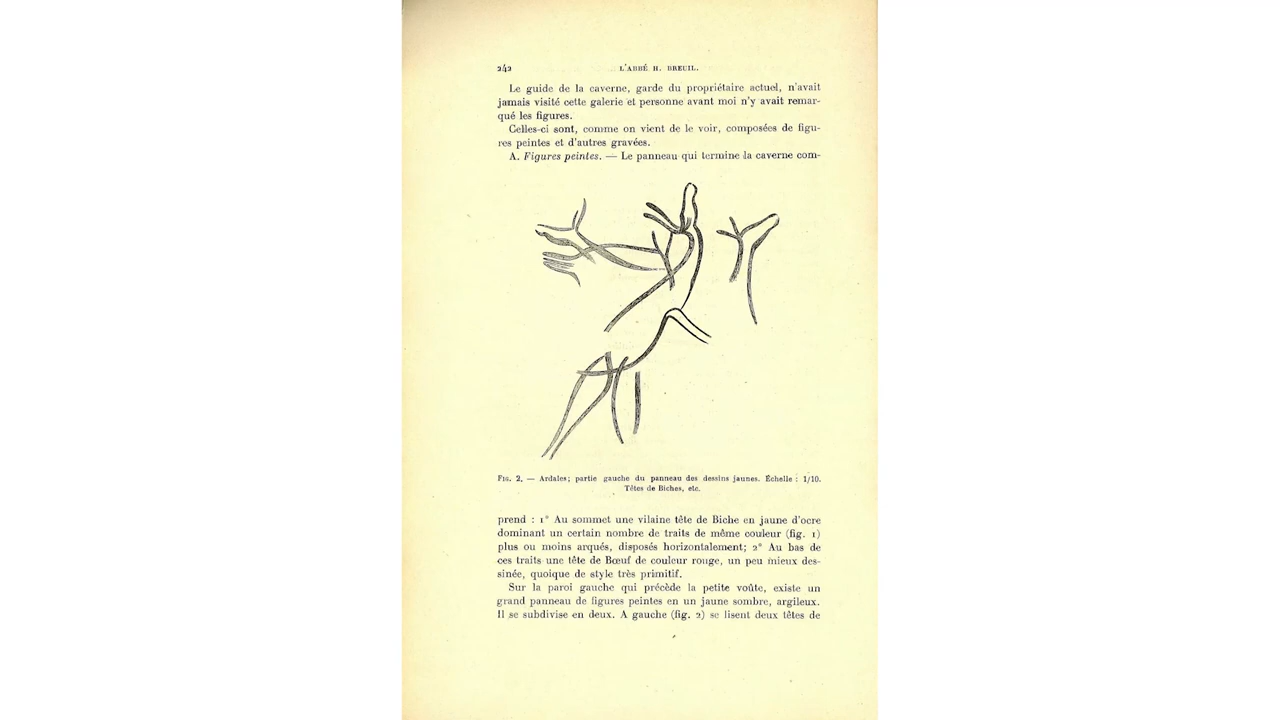 242
L'ABBÉ H. BREUIL.
Le guide de la caverne, garde du propriétaire actuel, n'avait
jamais visité cette galerie et personne avant moi n'y avait remar-
qué les figures.
Celles-ci sont, comme on vient de le voir, composées de figu-
res peintes et d'autres gravées.
A. Figures peintes. — Le panneau qui termine la caverne com-
FIG. 2. — Ardales; partie gauche du panneau des dessins jaunes. Échelle : 1/10.
Têtes de Biches, etc.
prend : 1° Au sommet une vilaine tête de Biche en jaune d'ocre
dominant un certain nombre de traits de même couleur (fig. 1)
plus ou moins arqués, disposés horizontalement; 2° Au bas de
ces traits une tête de Bœuf de couleur rouge, un peu mieux des-
sinée, quoique de style très primitif.
Sur la paroi gauche qui précède la petite voûte, existe un
grand panneau de figures peintes en un jaune sombre, argileux.
Il se subdivise en deux. A gauche (fig. 2) se lisent deux têtes de